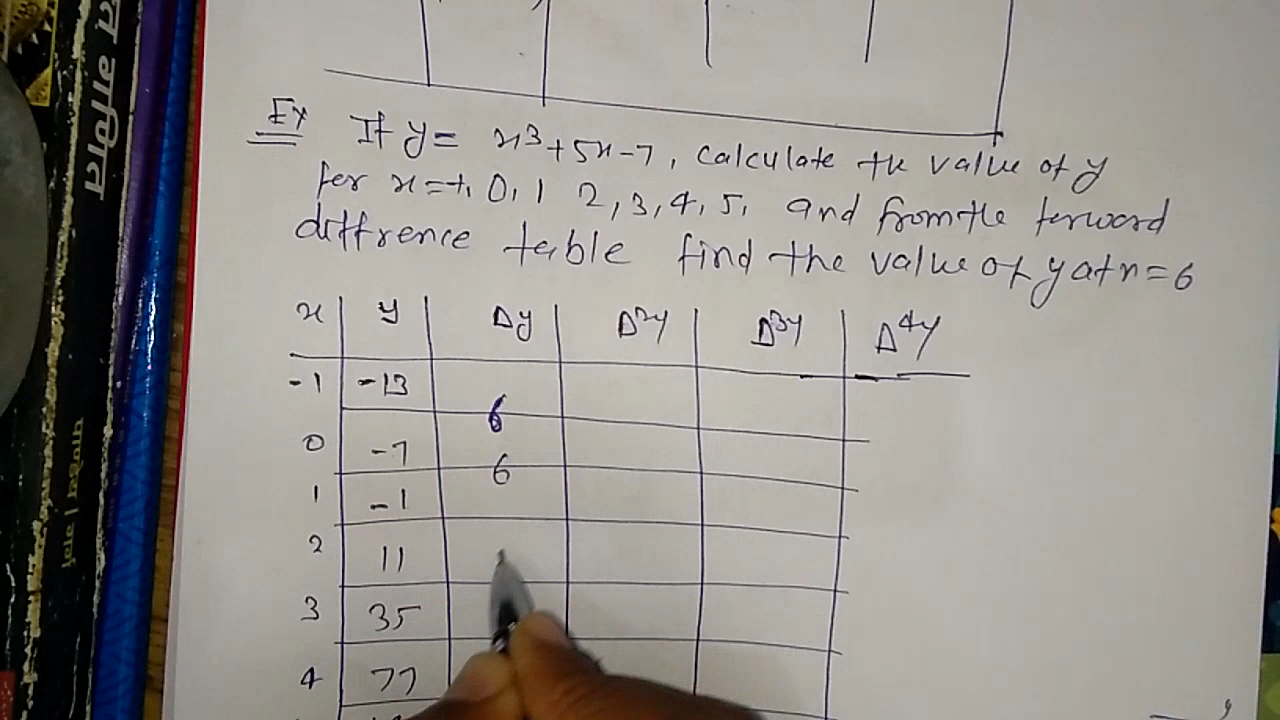 Ex If y = x³+5x-7, calculate the value of y
for x=-1, 0, 1 2, 3, 4, 5, and from the forword
diffrence table find the value of y at x=6
x y Δy Δ²y Δ³y Δ⁴y
-1 -13
6
0 -7
6
1 -1
2 11
3 35
4 77